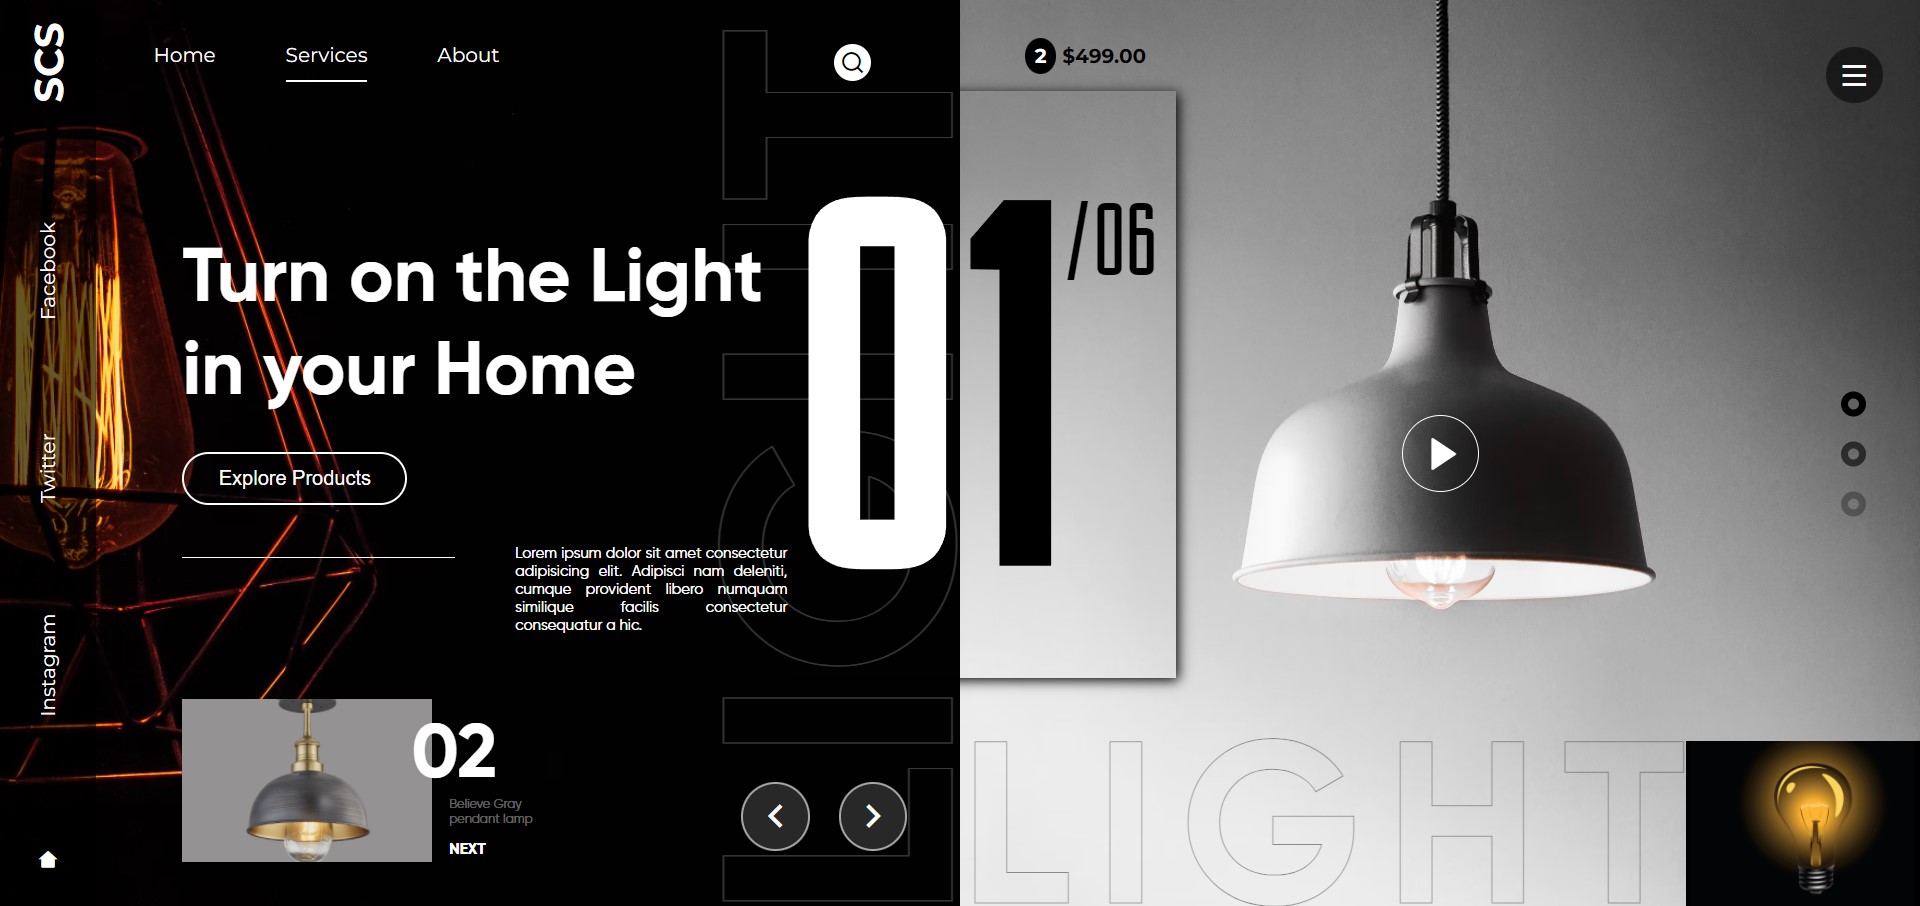 SCS
Home
Services
About
2 $499.00
Facebook
Twitter
Instagram
Turn on the Light
in your Home
Explore Products
Lorem ipsum dolor sit amet consectetur
adipisicing elit. Adipisci nam deleniti,
cumque provident libero numquam
similique facilis consectetur
consequatur a hic.
01/06
02
Believe Gray
pendant lamp
NEXT
LIGHT
LIGHT